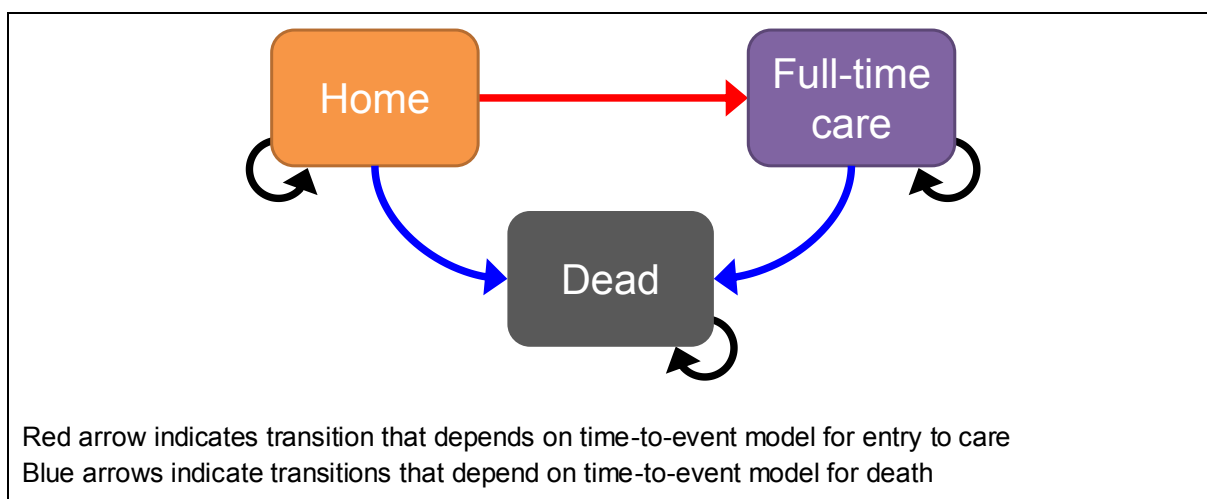 Home
Full-time
care
Dead
Red arrow indicates transition that depends on time-to-event model for entry to care
Blue arrows indicate transitions that depend on time-to-event model for death